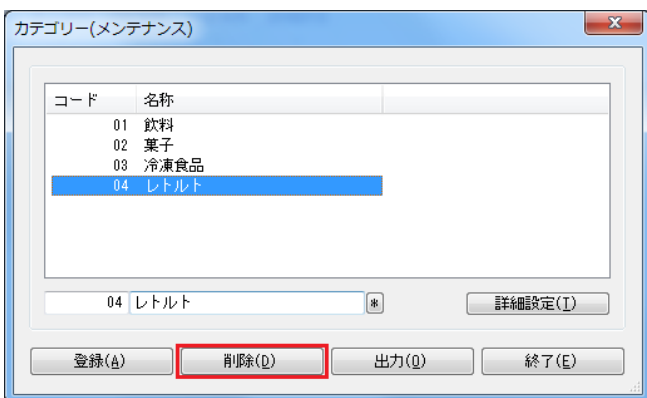 カテゴリー(メンテナンス)
コード 名称
01 飲料
02 菓子
03 冷凍食品
04 レトルト
04 レトルト * 詳細設定(I)
登録(A) 削除(D) 出力(O) 終了(E)